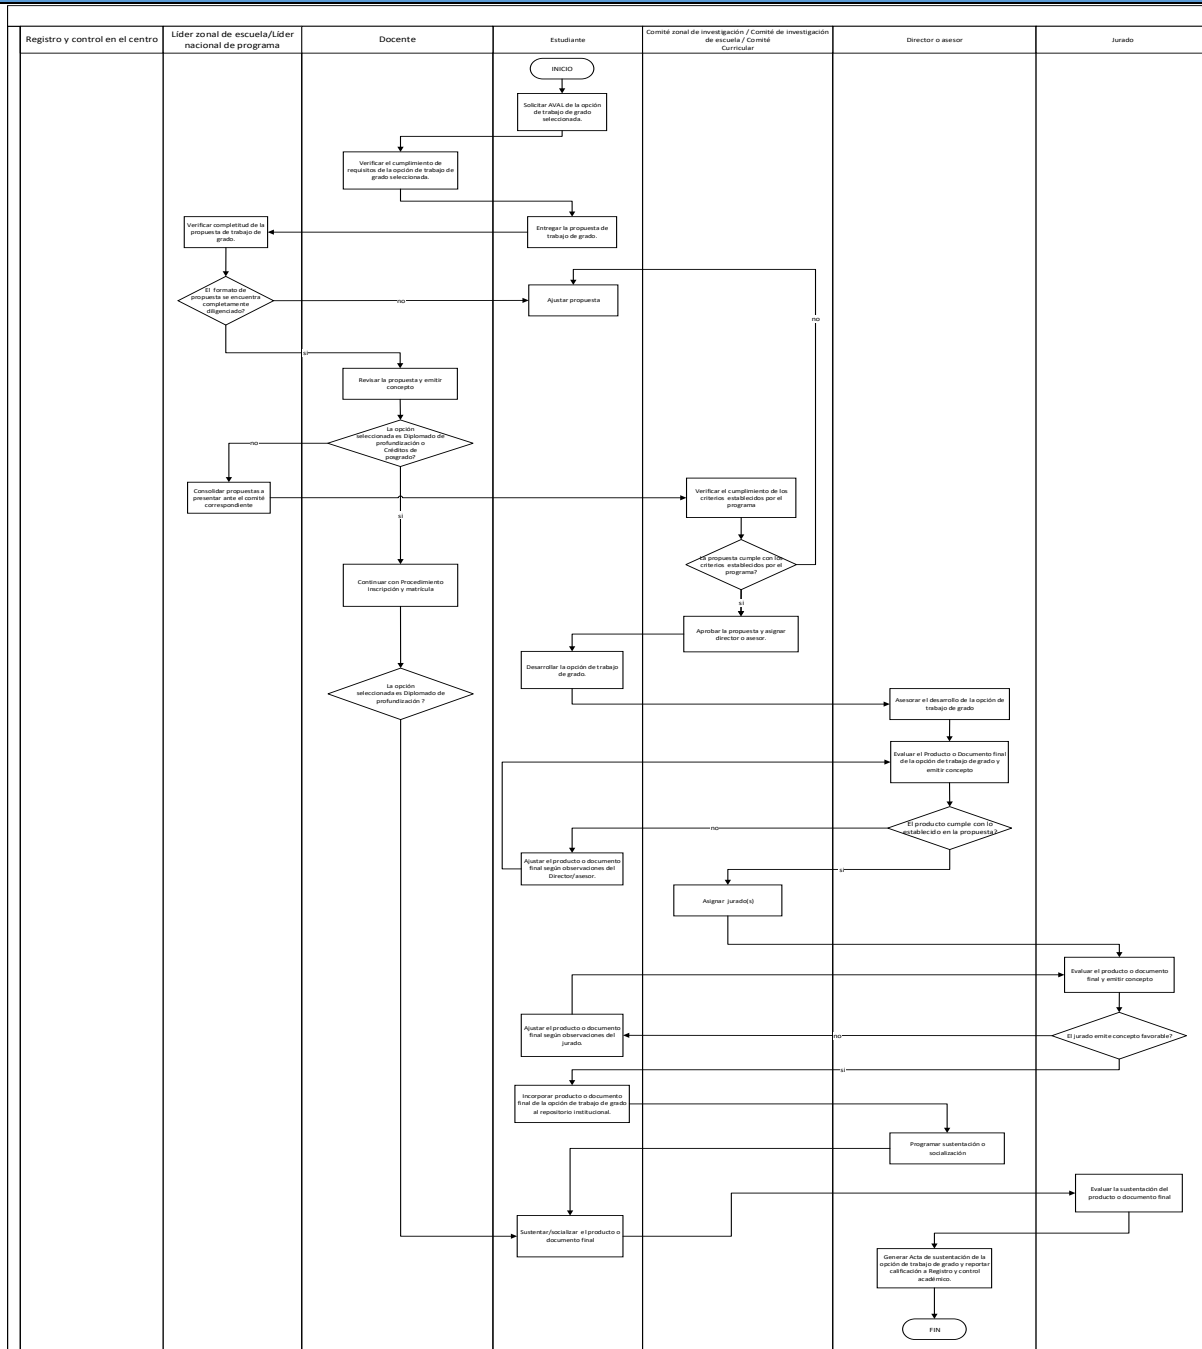 Registro y control en el centro
Líder zonal de escuela/Líder
nacional de programa
Docente
Estudiante
Comité zonal de investigación / Comité de investigación
de escuela / Comité
Curricular
Director o asesor
Jurado
INICIO
Solicitar AVAL de la opción
de trabajo de grado
seleccionada.
Verificar el cumplimiento de
requisitos de la opción de trabajo de
grado seleccionada.
Entregar la propuesta de
trabajo de grado.
Verificar completitud de la
propuesta de trabajo de
grado.
El formato de
propuesta se encuentra
completamente
diligenciado?
no
Ajustar propuesta
no
si
Revisar la propuesta y emitir
concepto
La opción
seleccionada es Diplomado de
profundización o
Créditos de
posgrado?
no
Consolidar propuestas a
presentar ante el comité
correspondiente
Verificar el cumplimiento de los
criterios establecidos por el
programa
si
La propuesta cumple con los
criterios establecidos por el
programa?
Continuar con Procedimiento
Inscripción y matrícula
si
Aprobar la propuesta y asignar
director o asesor.
Desarrollar la opción de trabajo
de grado.
La opción
seleccionada es Diplomado de
profundización ?
Asesorar el desarrollo de la opción de
trabajo de grado
Evaluar el Producto o Documento final
de la opción de trabajo de grado y
emitir concepto
El producto cumple con lo
establecido en la propuesta?
no
Ajustar el producto o documento
final según observaciones del
Director/asesor.
si
Asignar jurado(s)
Evaluar el producto o documento
final y emitir concepto
Ajustar el producto o documento
final según observaciones del
jurado.
no
El jurado emite concepto favorable?
si
Incorporar producto o documento
final de la opción de trabajo de grado
al repositorio institucional.
Programar sustentación o
socialización
Evaluar la sustentación del
producto o documento final
Sustentar/socializar el producto o
documento final
Generar Acta de sustentación de la
opción de trabajo de grado y reportar
calificación a Registro y control
académico.
FIN